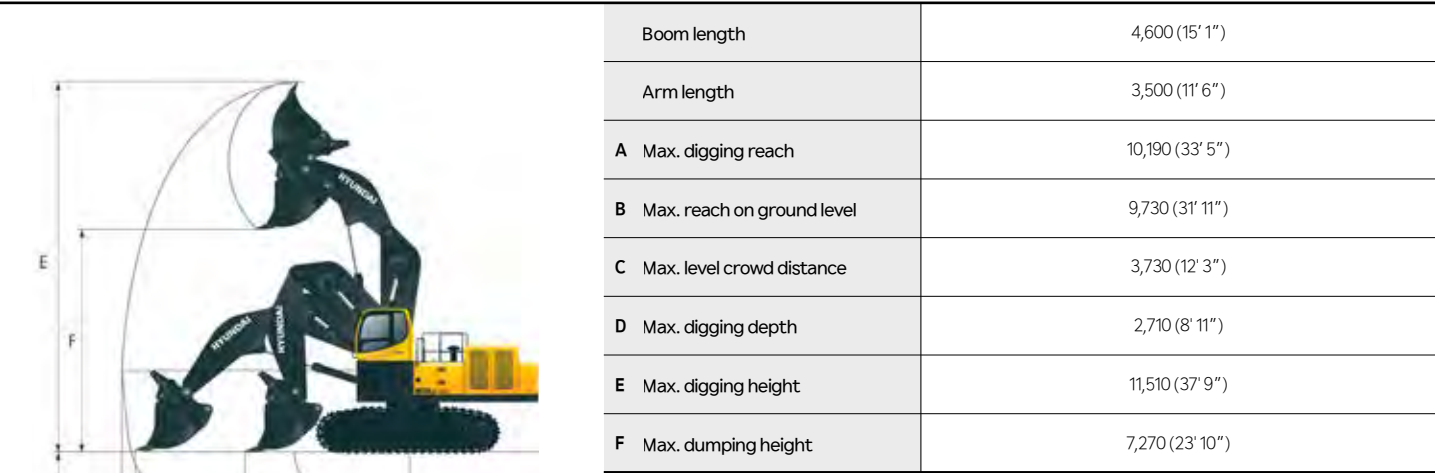 Boom length 4,600 (15′ 1″)
Arm length 3,500 (11′ 6″)
A Max. digging reach 10,190 (33′ 5″)
B Max. reach on ground level 9,730 (31′ 11″)
C Max. level crowd distance 3,730 (12' 3″)
D Max. digging depth 2,710 (8' 11″)
E Max. digging height 11,510 (37' 9″)
F Max. dumping height 7,270 (23' 10″)
HYUNDAI
E
F
HYUNDAI
HYUNDAI